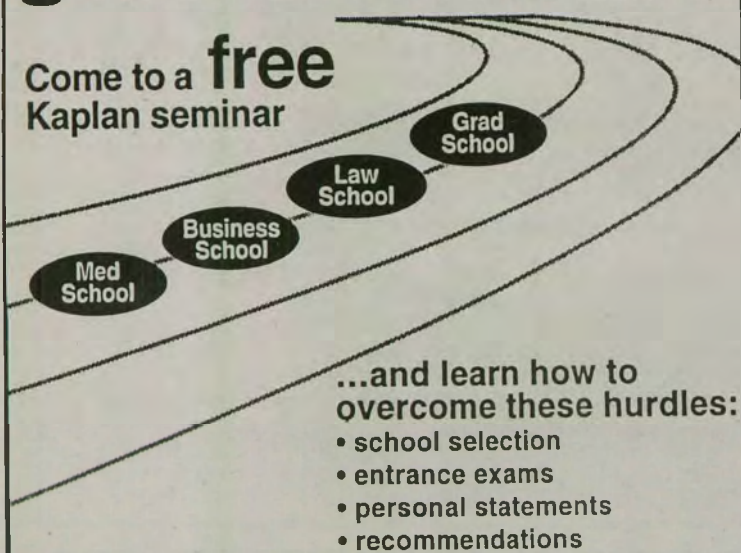 Come to a free
Kaplan seminar
Grad
School
Law
School
Business
School
Med
School
...and learn how to
overcome these hurdles:
• school selection
• entrance exams
• personal statements
• recommendations